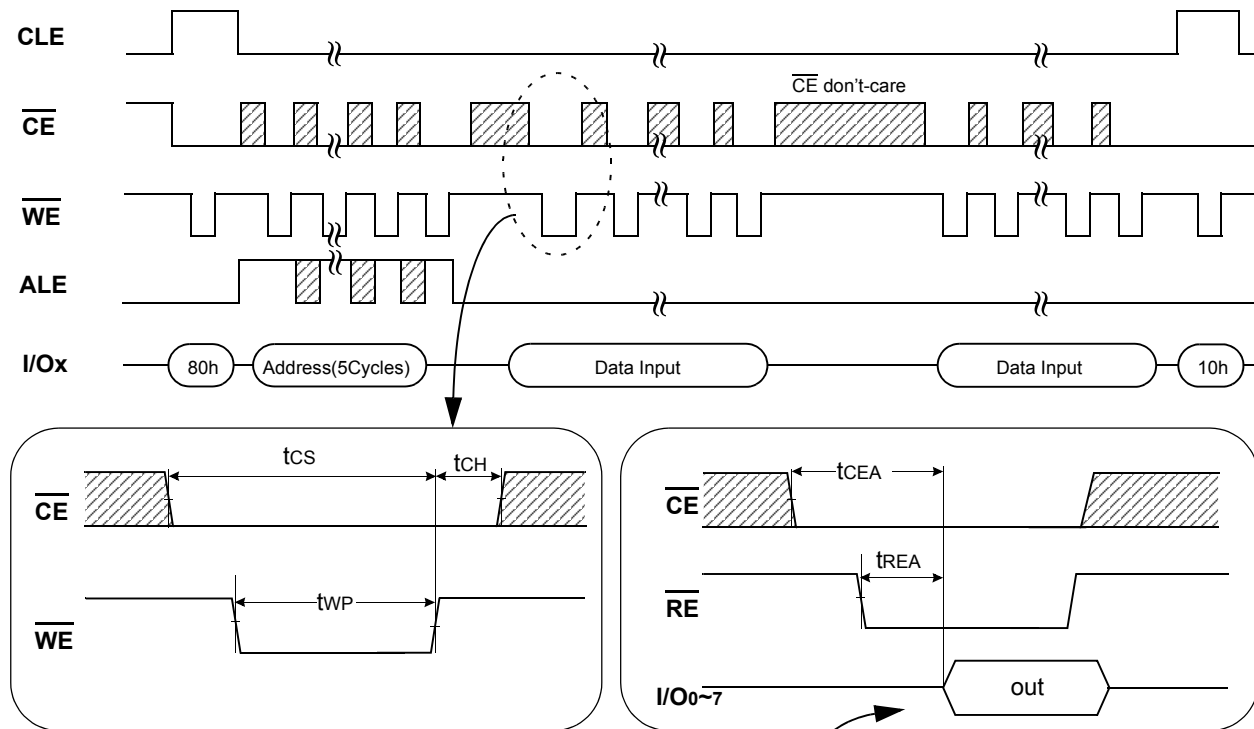 CLE
CE don't-care
CE
WE
ALE
I/Ox
80h
Address(5Cycles)
Data Input
Data Input
10h
tCS
tCH
CE
tWP
WE
tCEA
CE
tREA
RE
I/O0~7
out